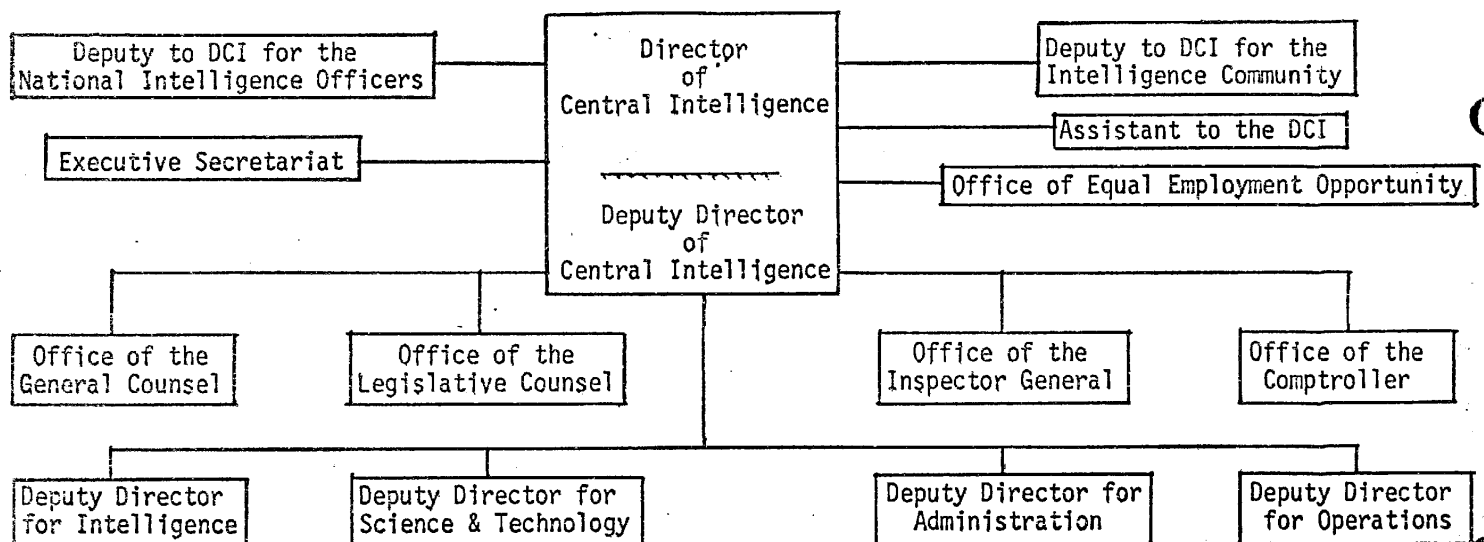 Deputy to DCI for the
National Intelligence Officers
Director
of
Central Intelligence
Deputy to DCI for the
Intelligence Community
Assistant to the DCI
Executive Secretariat
Office of Equal Employment Opportunity
Deputy Director
of
Central Intelligence
Office of the
General Counsel
Office of the
Legislative Counsel
Office of the
Inspector General
Office of the
Comptroller
Deputy Director
for Intelligence
Deputy Director for
Science & Technology
Deputy Director for
Administration
Deputy Director
for Operations